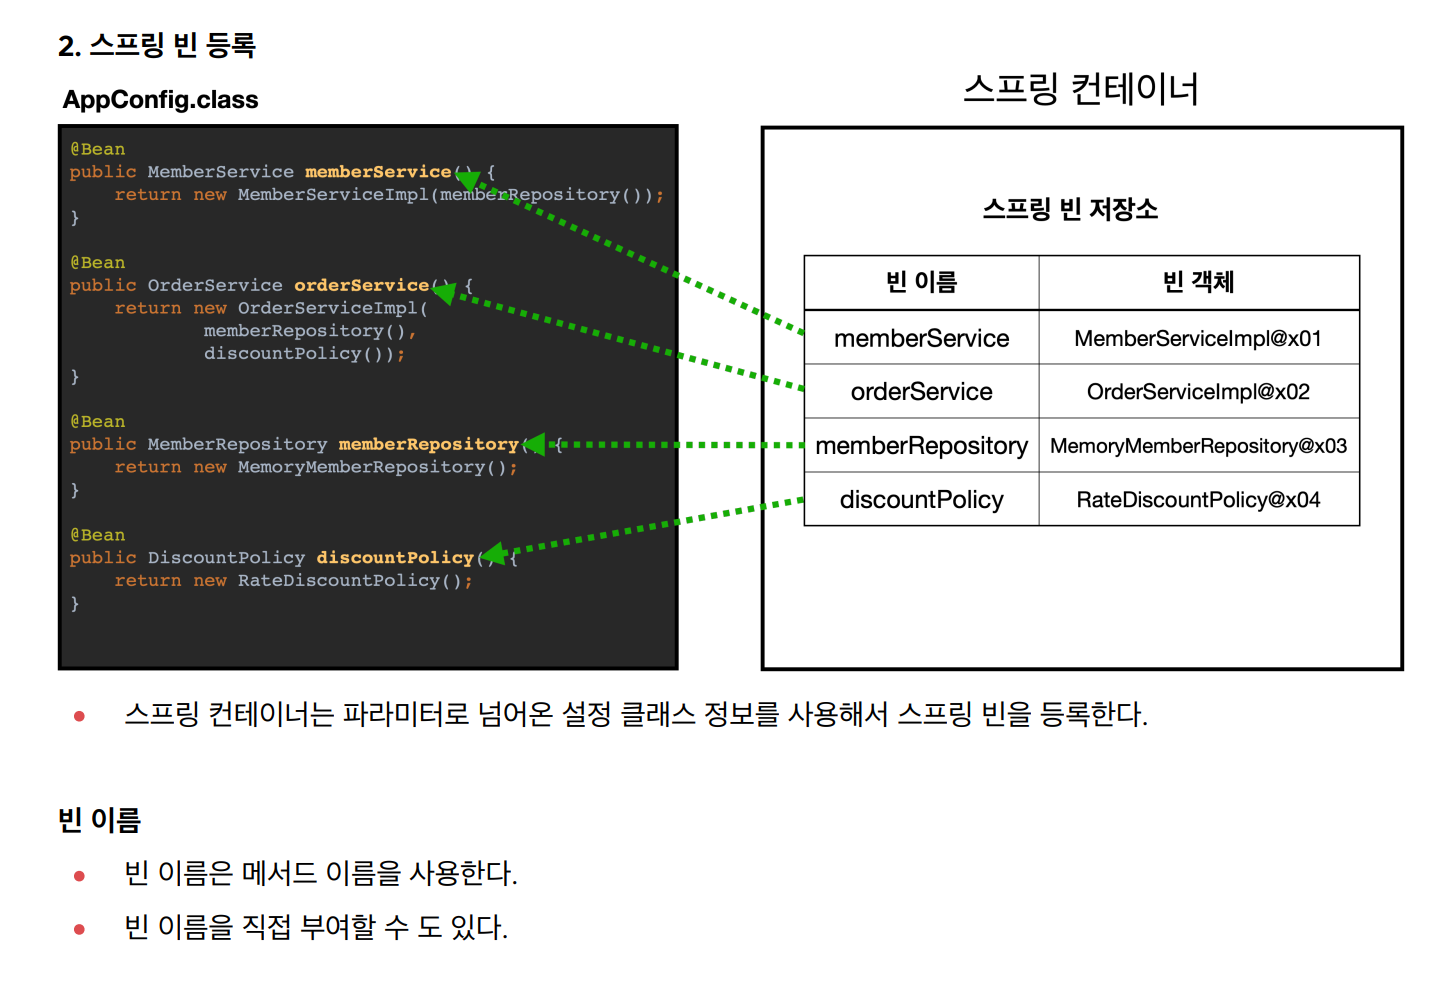 2. 스프링 빈 등록
AppConfig.class
@Bean
public MemberService memberService() {
return new MemberServiceImpl(memberRepository());
}
@Bean
public OrderService orderService() {
return new OrderServiceImpl(
memberRepository(),
discountPolicy());
}
@Bean
public MemberRepository memberRepository() {
return new MemoryMemberRepository();
}
@Bean
public DiscountPolicy discountPolicy() {
return new RateDiscountPolicy();
}
스프링 컨테이너
스프링 빈 저장소
빈 이름 빈 객체
memberService MemberServiceImpl@x01
orderService OrderServiceImpl@x02
memberRepository MemoryMemberRepository@x03
discountPolicy RateDiscountPolicy@x04
스프링 컨테이너는 파라미터로 넘어온 설정 클래스 정보를 사용해서 스프링 빈을 등록한다.
빈 이름
빈 이름은 메서드 이름을 사용한다.
빈 이름을 직접 부여할 수 도 있다.